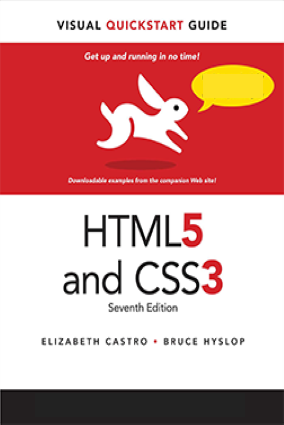 VISUAL QUICKSTART GUIDE
Get up and running in no time!
Downloadable examples from the companion Web site!
HTML5
and CSS3
Seventh Edition
ELIZABETH CASTRO • BRUCE HYSLOP